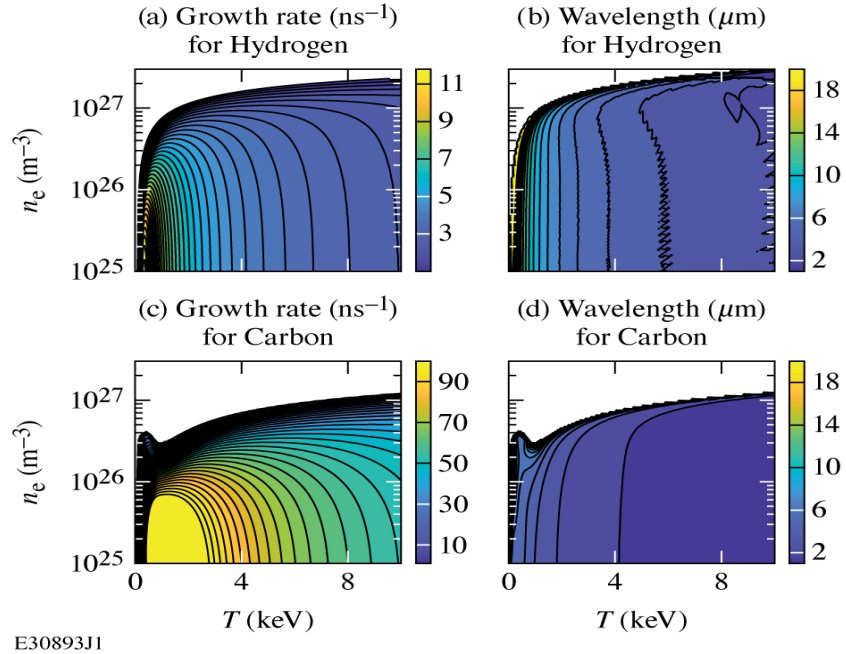 (a) Growth rate (ns⁻¹)
for Hydrogen
(b) Wavelength (μm)
for Hydrogen
nₑ (m⁻³)
10²⁷
10²⁶
10²⁵
11
9
7
5
3
18
14
10
6
2
0
4
8
(c) Growth rate (ns⁻¹)
for Carbon
(d) Wavelength (μm)
for Carbon
nₑ (m⁻³)
10²⁷
10²⁶
10²⁵
90
70
50
30
10
18
14
10
6
2
0
4
8
0
4
8
T (keV)
T (keV)
E30893J1